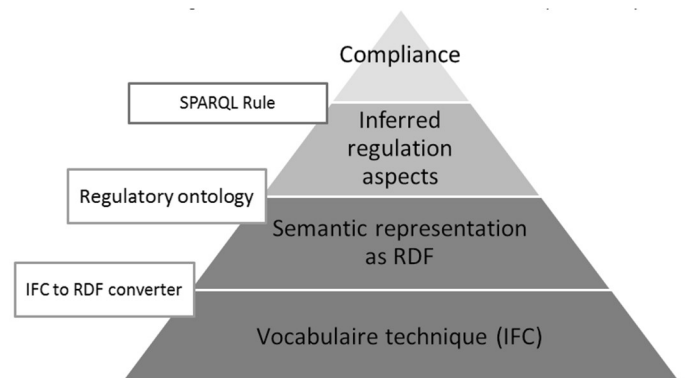 Compliance
SPARQL Rule
Inferred
regulation
aspects
Regulatory ontology
Semantic representation
as RDF
IFC to RDF converter
Vocabulaire technique (IFC)